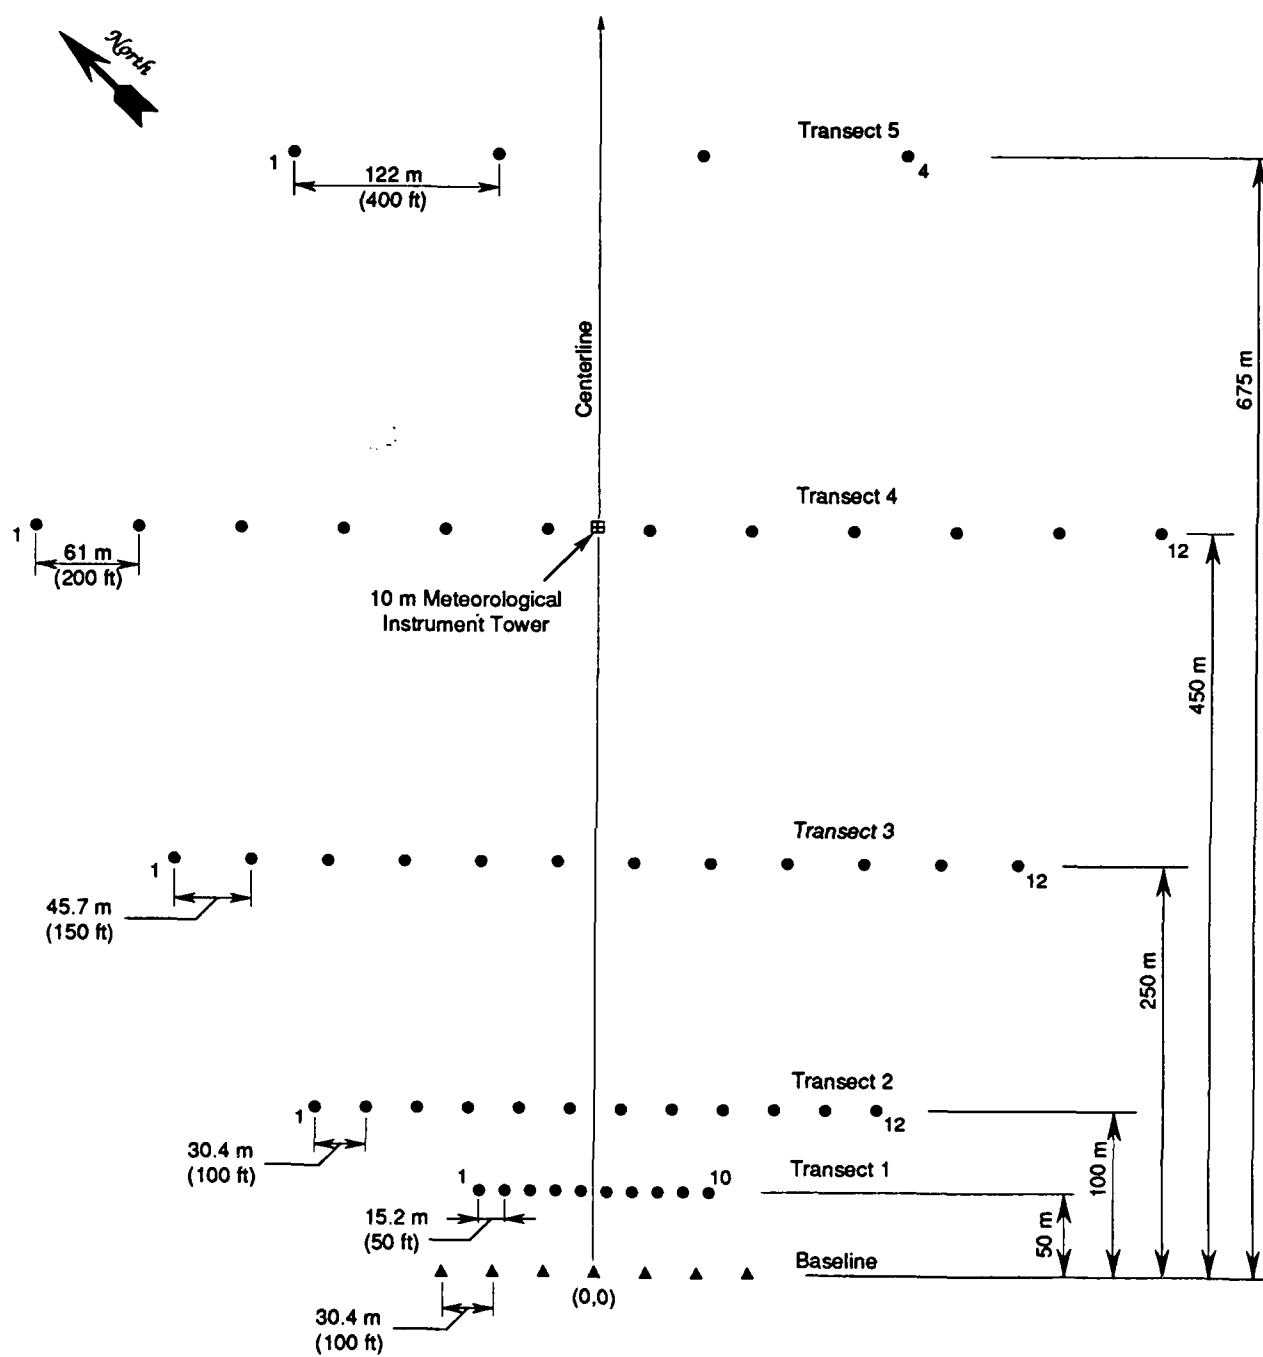 North
Transect 5
1
4
122 m
(400 ft)
Centerline
675 m
Transect 4
1
12
61 m
(200 ft)
10 m Meteorological
Instrument Tower
450 m
Transect 3
1
12
45.7 m
(150 ft)
250 m
Transect 2
1
12
30.4 m
(100 ft)
100 m
Transect 1
1
10
15.2 m
(50 ft)
50 m
Baseline
(0,0)
30.4 m
(100 ft)